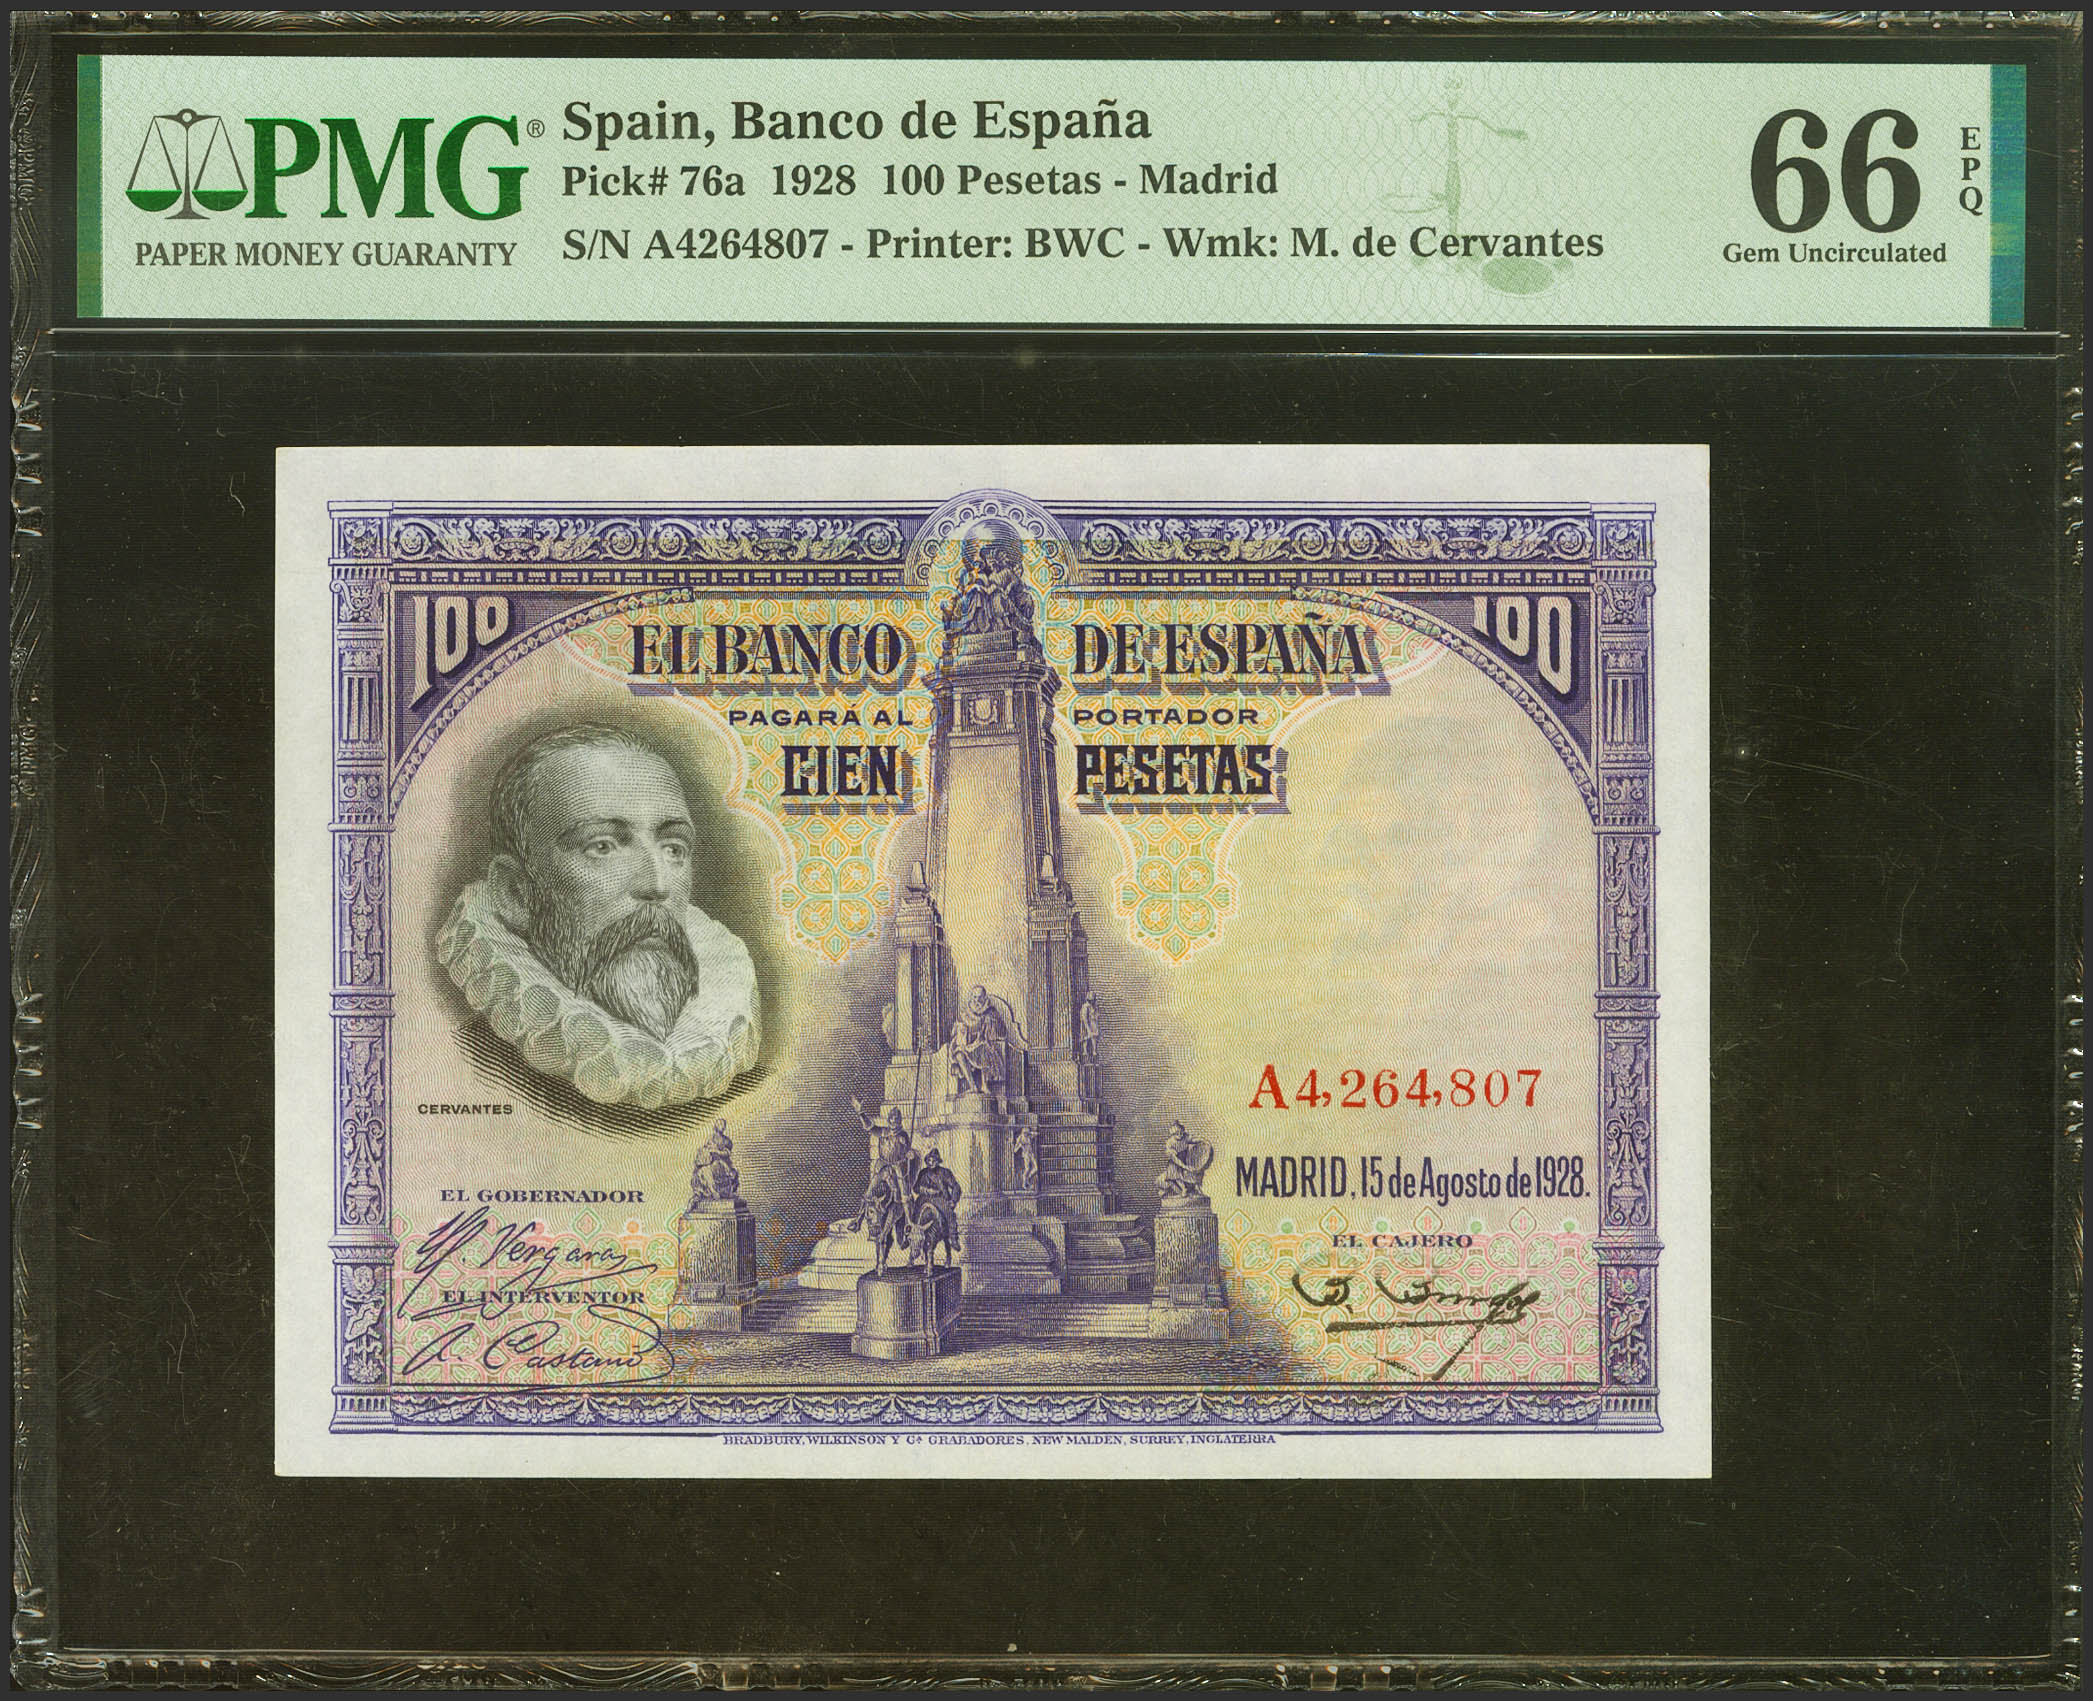 PMG®
PAPER MONEY GUARANTY
Spain, Banco de España
Pick# 76a 1928 100 Pesetas - Madrid
S/N A4264807 - Printer: BWC - Wmk: M. de Cervantes
66
EPQ
Gem Uncirculated
100
100
EL BANCO DE ESPAÑA
PAGARÁ AL PORTADOR
CIEN PESETAS
CERVANTES
A4,264,807
MADRID, 15 de Agosto de 1928.
EL GOBERNADOR
Vergara
EL INTERVENTOR
A. Castaño
EL CAJERO
BRADBURY, WILKINSON Y Cª GRABADORES, NEW MALDEN, SURREY, INGLATERRA